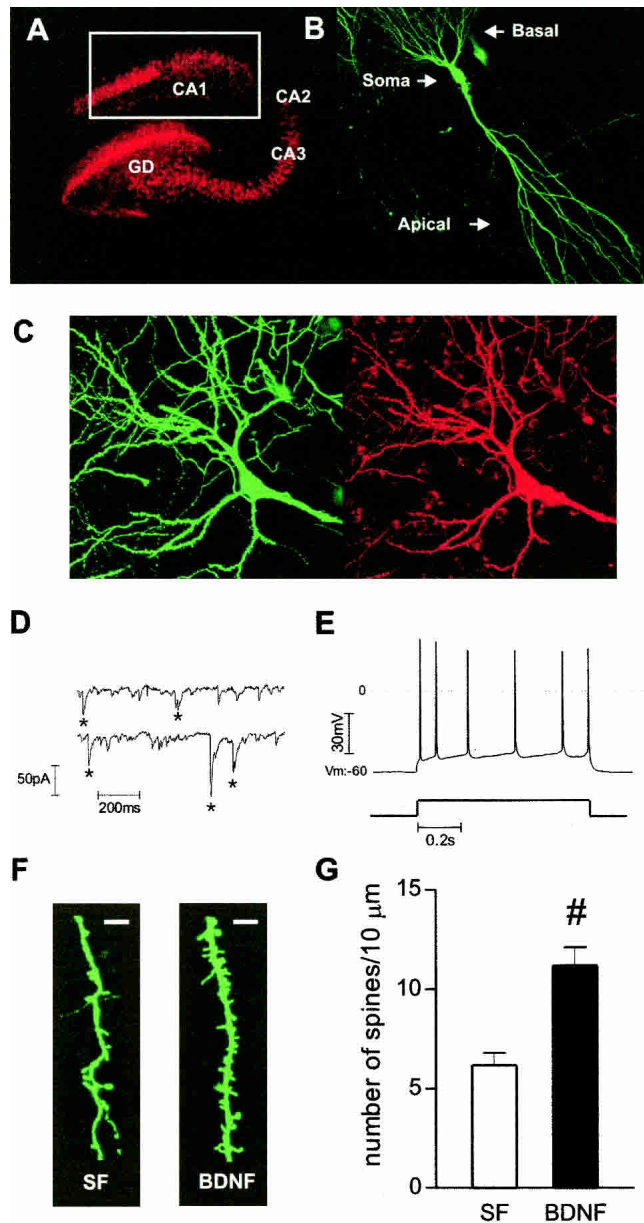 A
CA1
CA2
CA3
GD
B
Basal
Soma
Apical
C
D
*
*
*
*
*
50pA
200ms
E
0
30mV
Vm:-60
0.2s
F
SF
BDNF
G
number of spines/10 μm
15
10
5
0
#
SF
BDNF